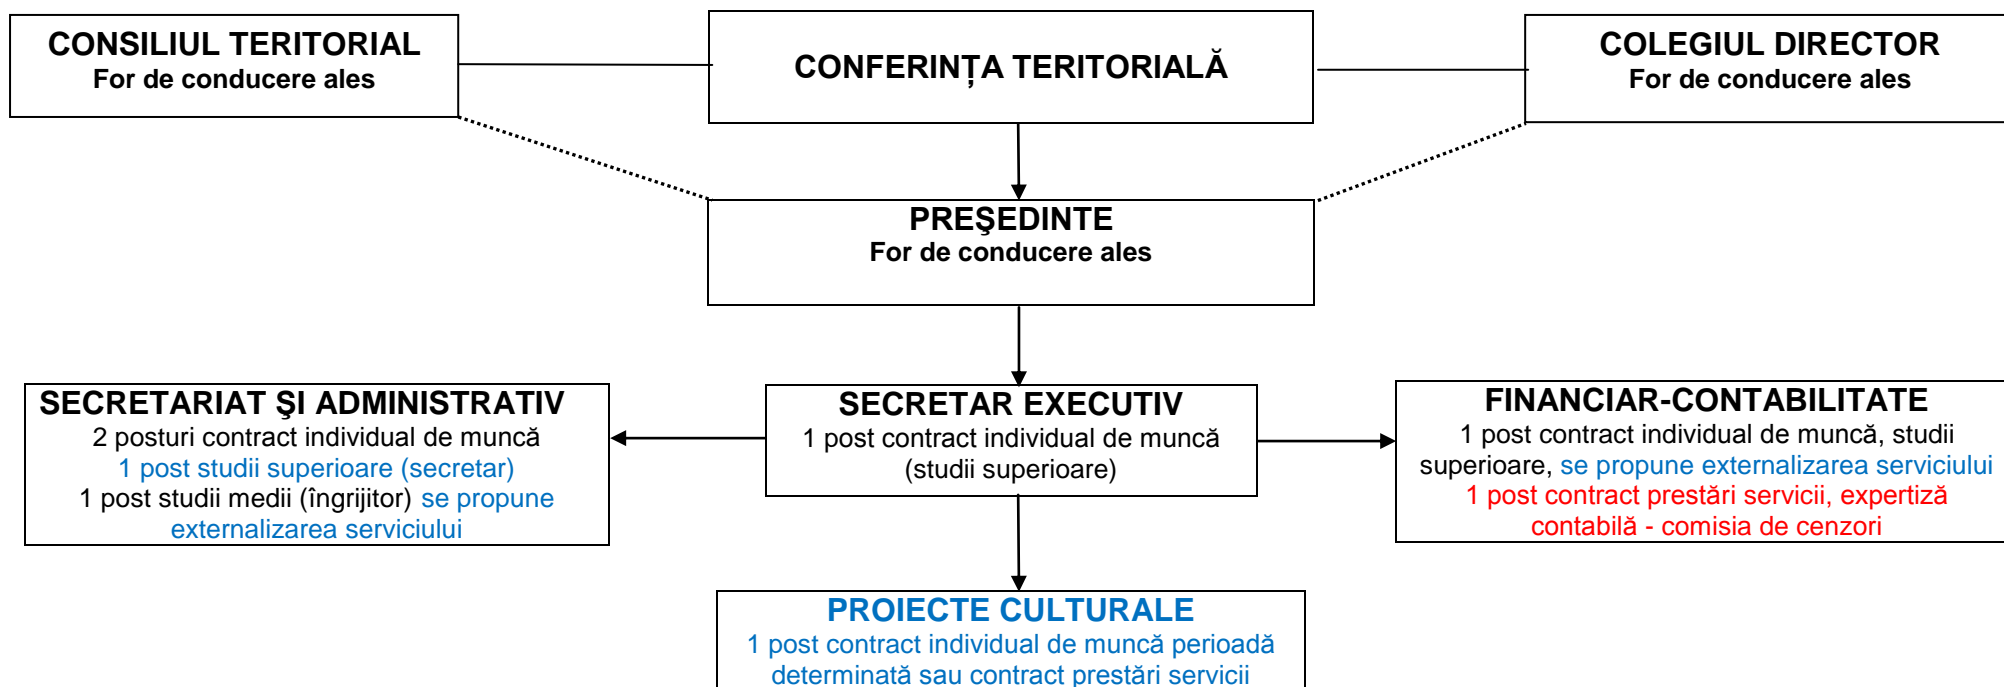 CONSILIUL TERITORIAL
For de conducere ales
CONFERINȚA TERITORIALĂ
COLEGIUL DIRECTOR
For de conducere ales
PREŞEDINTE
For de conducere ales
SECRETARIAT ŞI ADMINISTRATIV
2 posturi contract individual de muncă
1 post studii superioare (secretar)
1 post studii medii (îngrijitor) se propune
externalizarea serviciului
SECRETAR EXECUTIV
1 post contract individual de muncă
(studii superioare)
FINANCIAR-CONTABILITATE
1 post contract individual de muncă, studii
superioare, se propune externalizarea serviciului
1 post contract prestări servicii, expertiză
contabilă - comisia de cenzori
PROIECTE CULTURALE
1 post contract individual de muncă perioadă
determinată sau contract prestări servicii